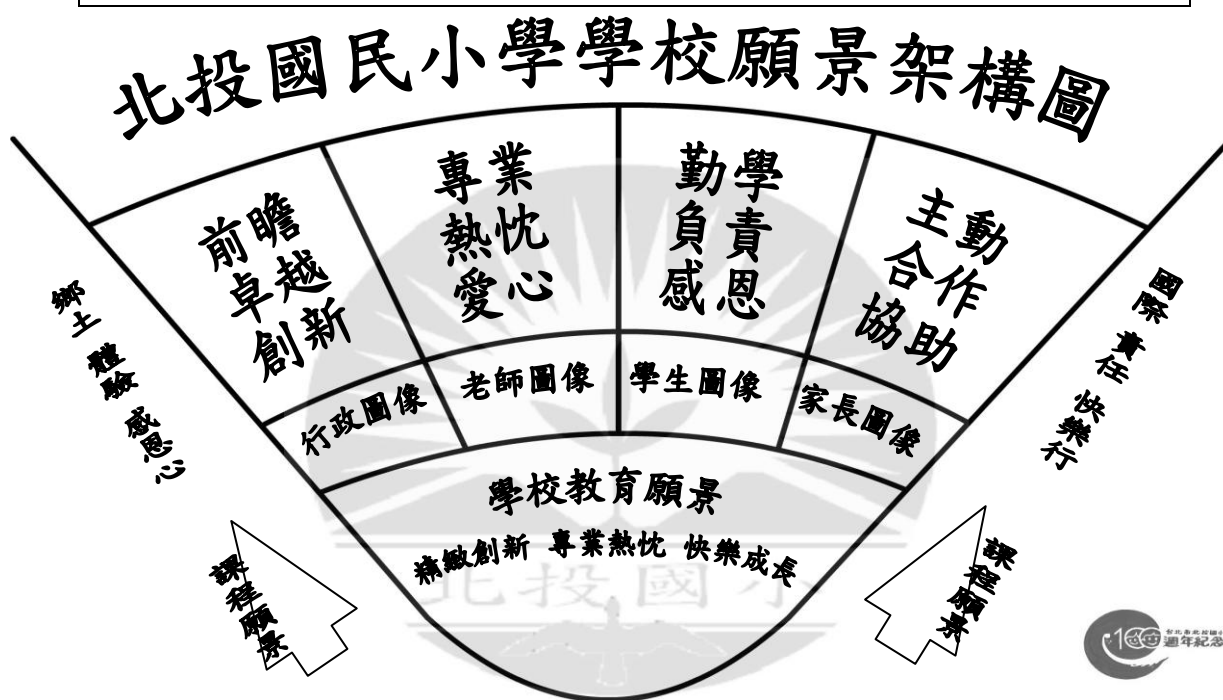 北投國民小學學校願景架構圖
前瞻
卓越
創新
專業
熱忱
愛心
勤學
負責
感恩
主動
合作
協助
行政圖像
老師圖像
學生圖像
家長圖像
學校教育願景
精緻創新 專業熱忱 快樂成長
鄉土 體驗 感恩心
國際 責任 快樂行
課程願景
課程願景
北投國小
100
週年紀念